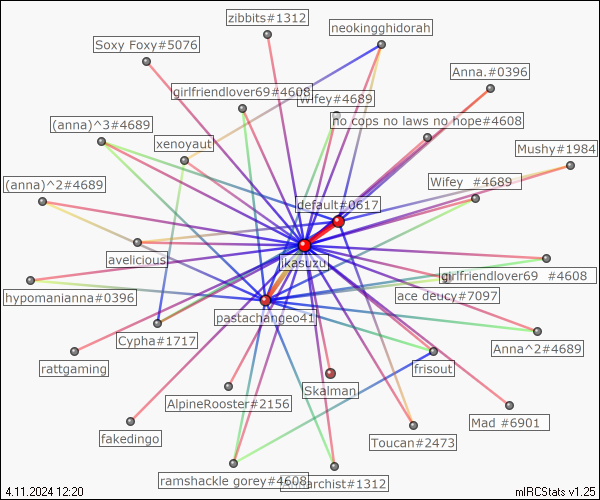 zibbits#1312
neokingghidorah
Soxy Foxy#5076
Anna.#0396
girlfriendlover69#4608
Wifey#4689
no cops no laws no hope#4608
(anna)^3#4689
xenoyaut
Mushy#1984
(anna)^2#4689
Wifey #4689
default#0617
avelicious
jkasuzu
girlfriendlover69 #4608
hypomanianna#0396
ace deucy#7097
pastachangeo41
Cypha#1717
Anna^2#4689
rattgaming
frisout
Skalman
AlpineRooster#2156
Mad #6901
fakedingo
Toucan#2473
ramshackle gorey#4608
narchist#1312
4.11.2024 12:20
mIRCStats v1.25